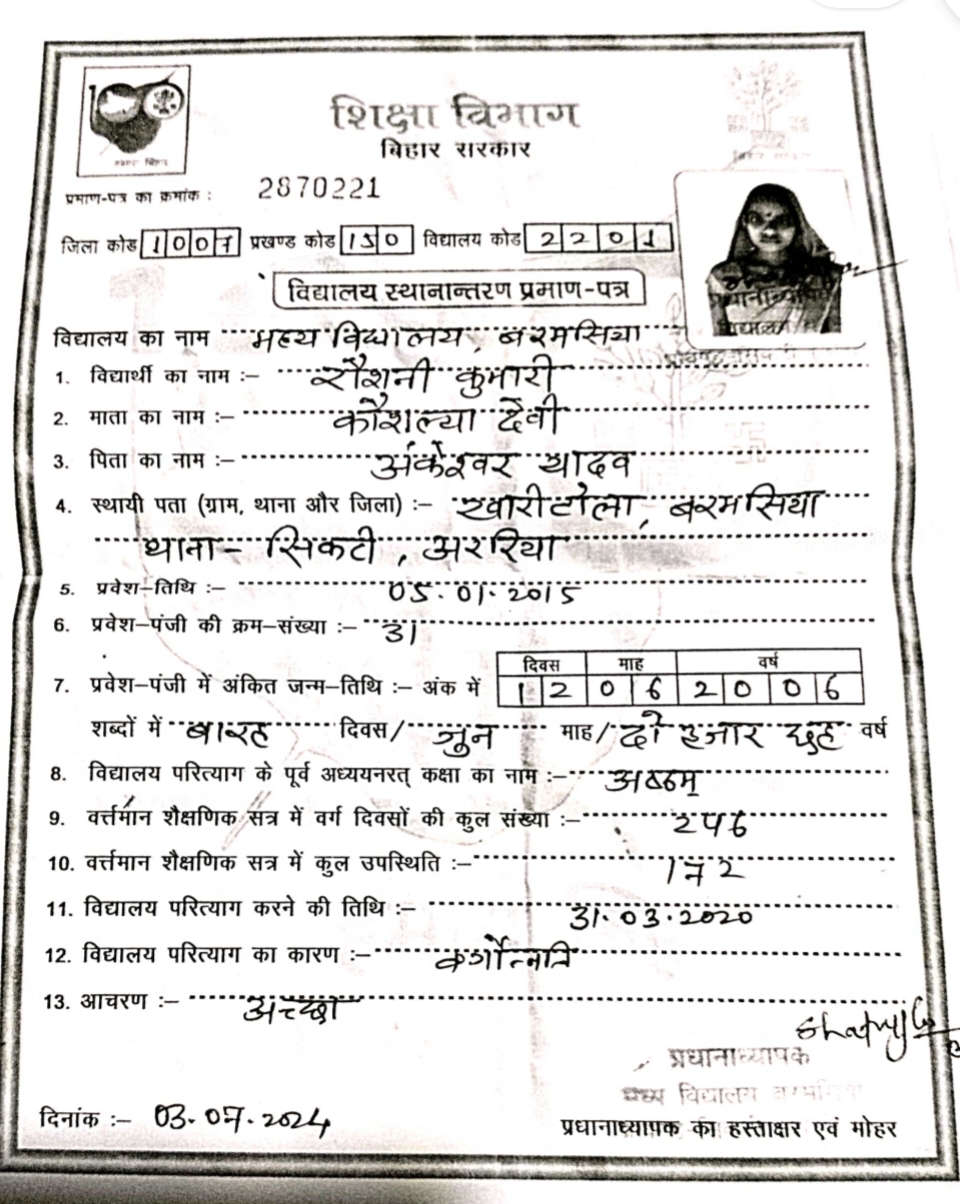 शिक्षा विभाग
बिहार सरकार
प्रमाण-पत्र का क्रमांक : 2870221
जिला कोड 1007 प्रखण्ड कोड 150 विद्यालय कोड 2201
विद्यालय स्थानान्तरण प्रमाण-पत्र
विद्यालय का नाम मध्य विद्यालय, बरमसिया
1. विद्यार्थी का नाम :– रौशनी कुमारी
2. माता का नाम :– कौशल्या देवी
3. पिता का नाम :– अंकेश्वर यादव
4. स्थायी पता (ग्राम, थाना और जिला) :– खारीटोला, बरमसिया
थाना- सिकटी, अररिया
5. प्रवेश-तिथि :– 05.01.2015
6. प्रवेश-पंजी की क्रम-संख्या :– 31
दिवस माह वर्ष
7. प्रवेश-पंजी में अंकित जन्म-तिथि :– अंक में 12 06 2006
शब्दों में बारह दिवस/ जुन माह/ दो हजार छह वर्ष
8. विद्यालय परित्याग के पूर्व अध्ययनरत् कक्षा का नाम :– अष्ठम्
9. वर्त्तमान शैक्षणिक सत्र में वर्ग दिवसों की कुल संख्या :– 246
10. वर्त्तमान शैक्षणिक सत्र में कुल उपस्थिति :– 172
11. विद्यालय परित्याग करने की तिथि :– 31.03.2020
12. विद्यालय परित्याग का कारण :– वर्गोन्नति
13. आचरण :– अच्छा
प्रधानाध्यापक
मध्य विद्यालय बरमसिया
दिनांक :– 03.07.2024
प्रधानाध्यापक का हस्ताक्षर एवं मोहर